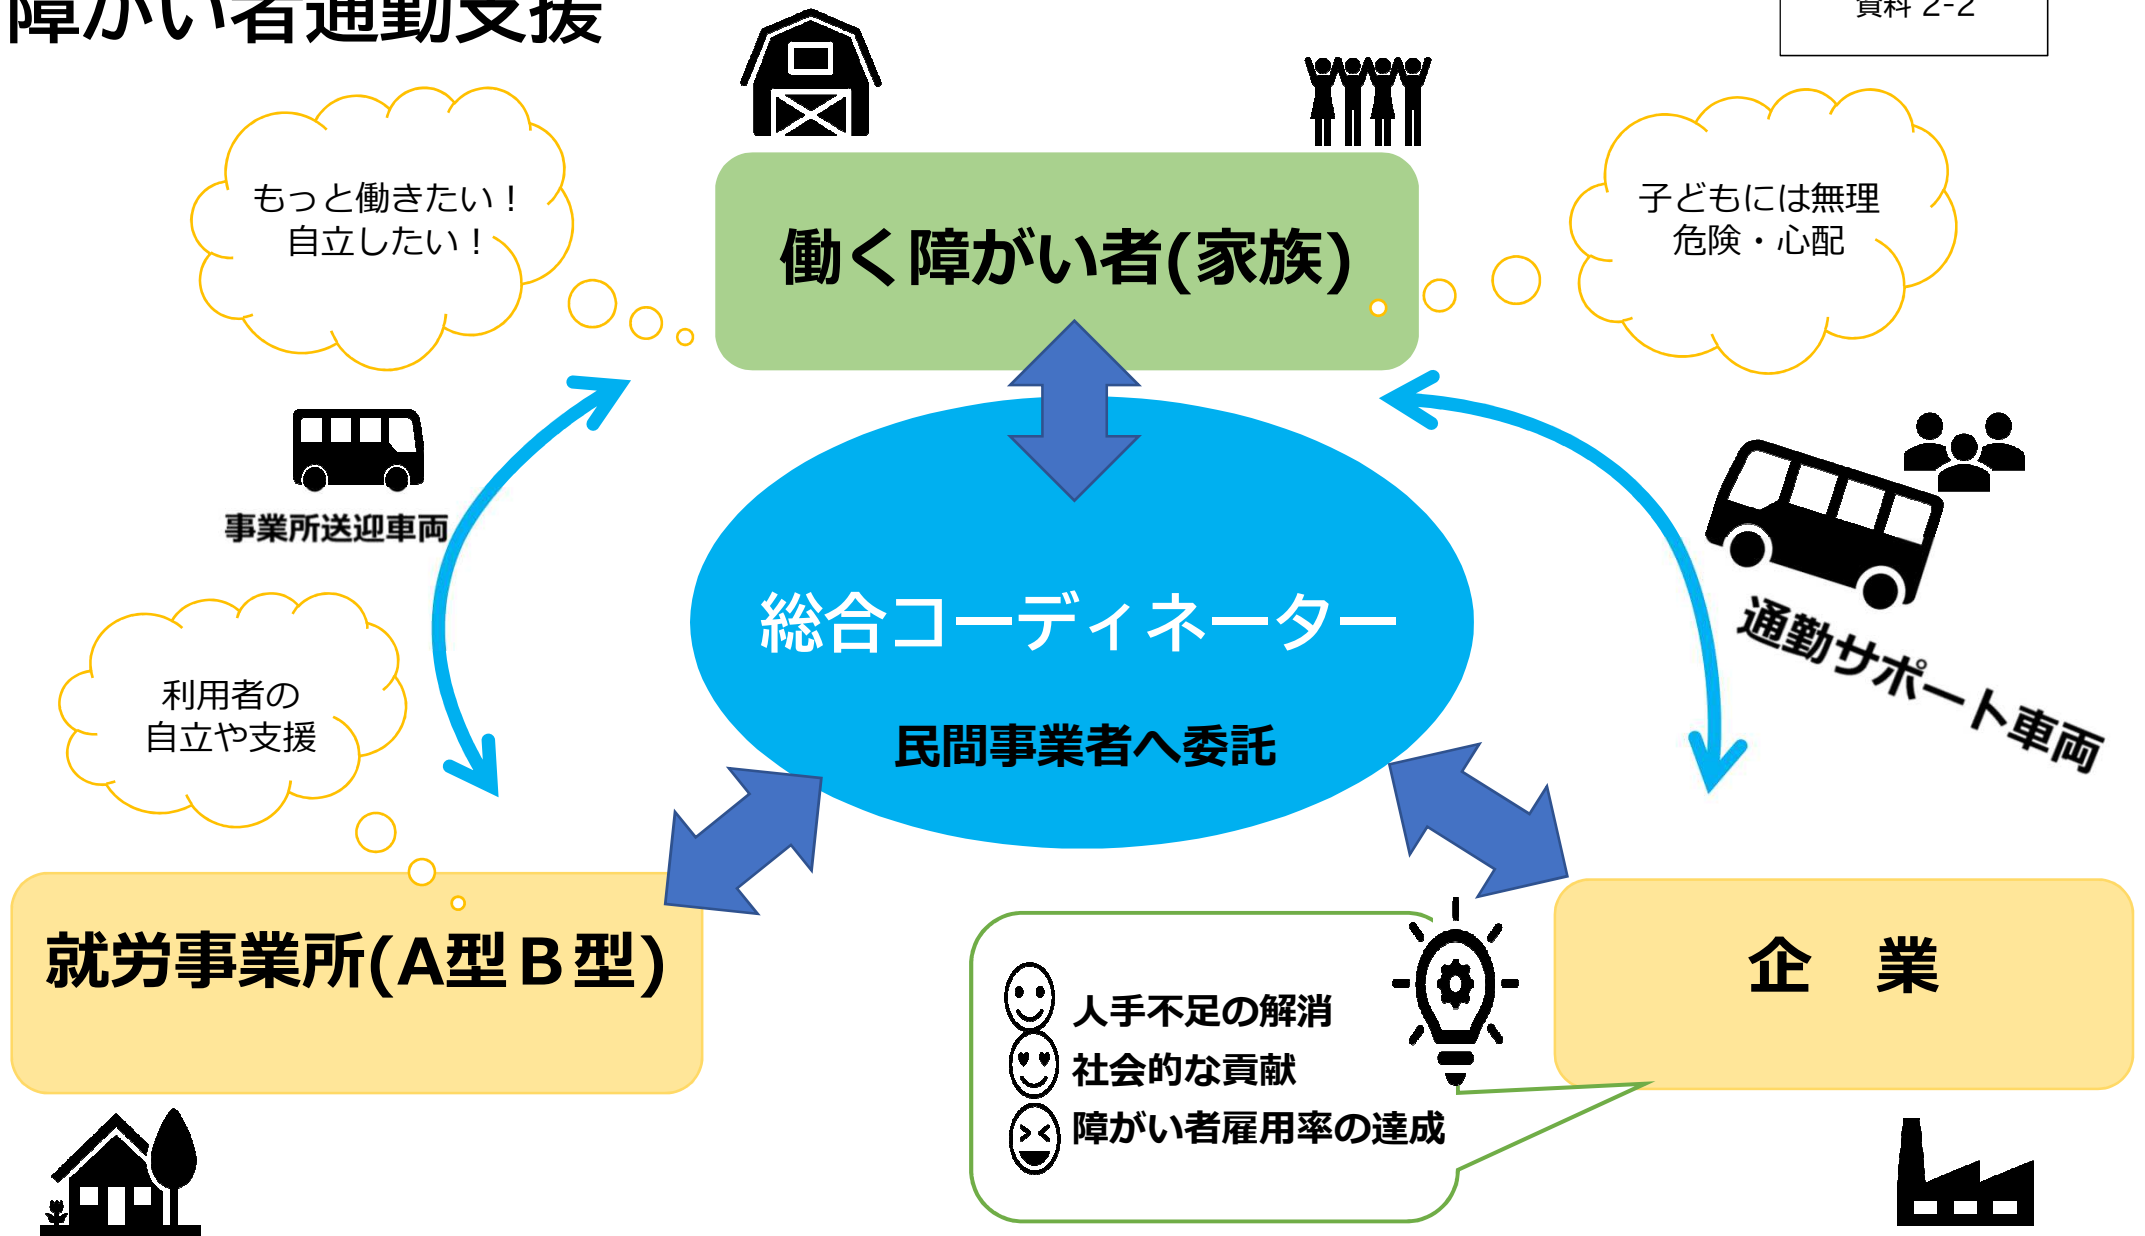 障がい者通勤支援
資料 2-2
もっと働きたい！
自立したい！
子どもには無理
危険・心配
働く障がい者(家族)
事業所送迎車両
通勤サポート車両
総合コーディネーター
民間事業者へ委託
利用者の
自立や支援
就労事業所(A型Ｂ型)
企　業
人手不足の解消
社会的な貢献
障がい者雇用率の達成